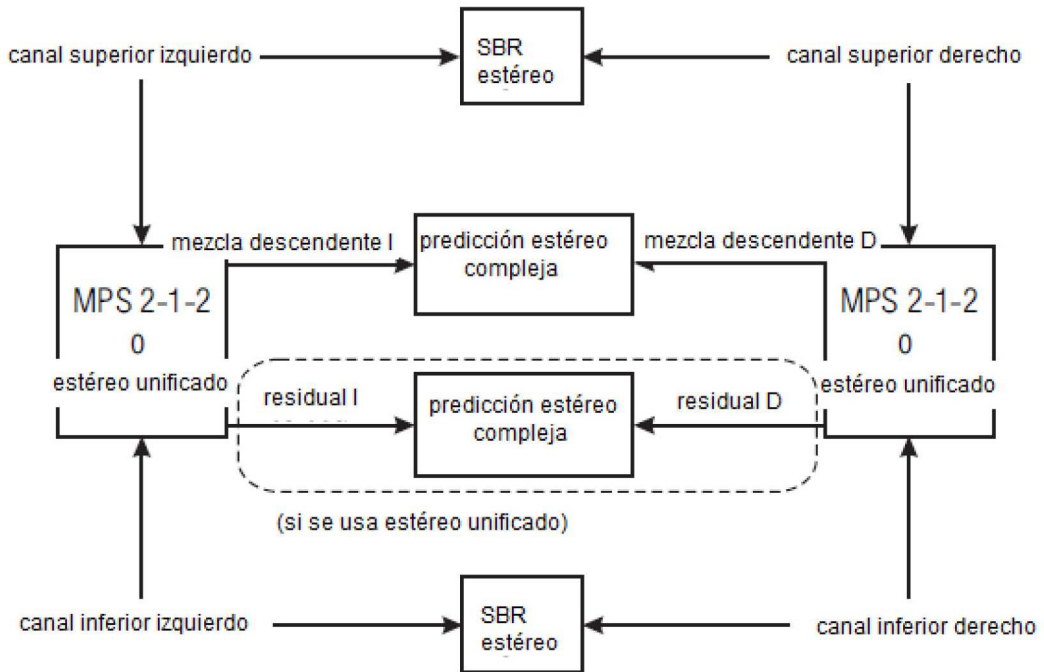 canal superior izquierdo
SBR
estéreo
canal superior derecho
mezcla descendente I
predicción estéreo
compleja
mezcla descendente D
MPS 2-1-2
0
estéreo unificado
MPS 2-1-2
0
estéreo unificado
residual I
predicción estéreo
compleja
residual D
(si se usa estéreo unificado)
canal inferior izquierdo
SBR
estéreo
canal inferior derecho